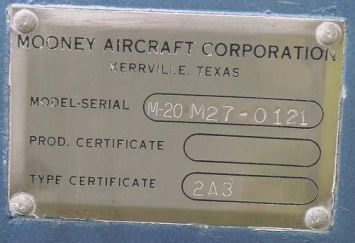 MOONEY AIRCRAFT CORPORATION
KERRVILLE, TEXAS
MODEL-SERIAL M-20 M27-0121
PROD. CERTIFICATE
TYPE CERTIFICATE 2A3